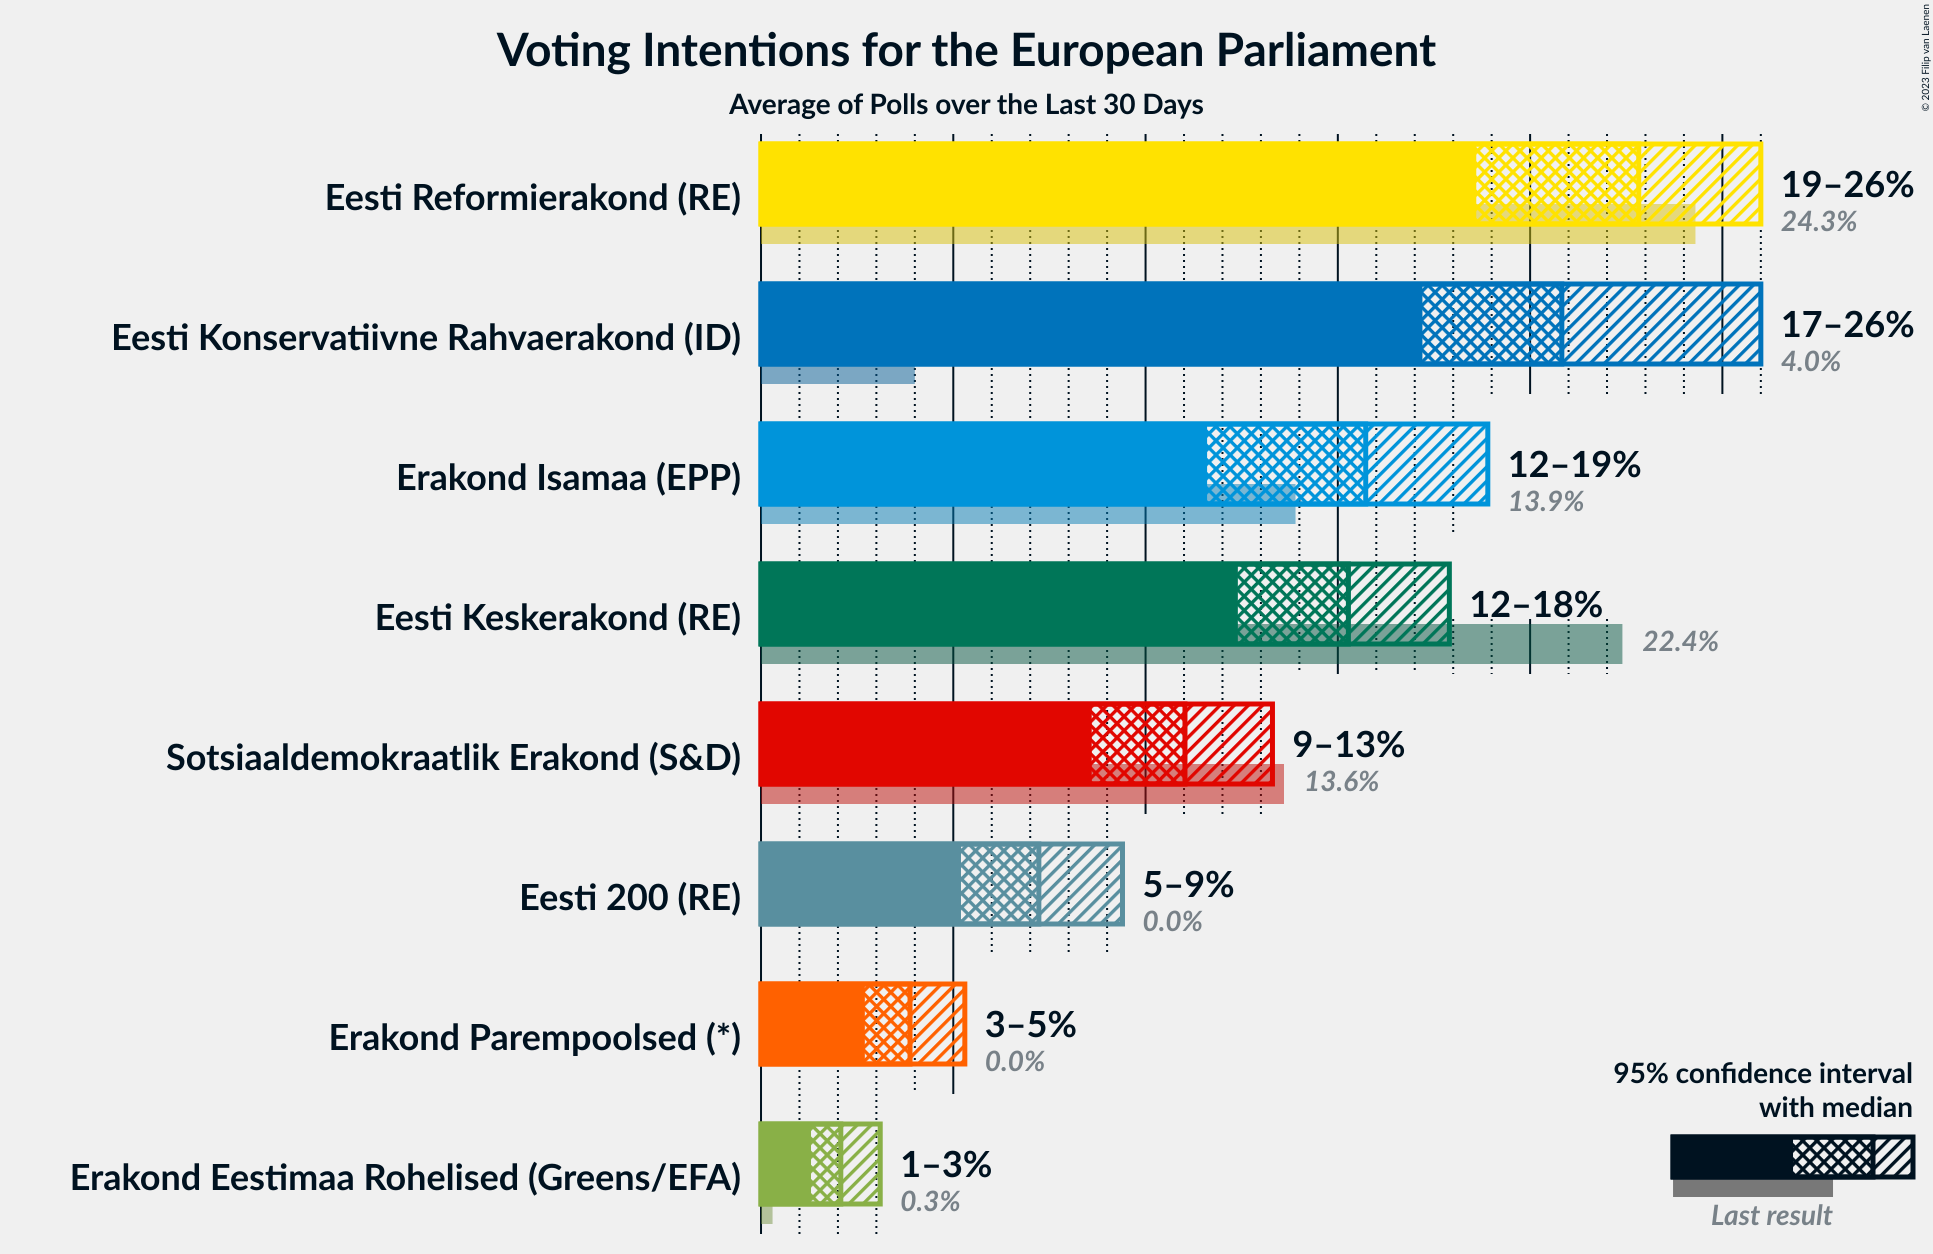 Voting Intentions for the European Parliament
Average of Polls over the Last 30 Days
© 2023 Filip van Laenen
Eesti Reformierakond (RE)
19–26%
24.3%
Eesti Konservatiivne Rahvaerakond (ID)
17–26%
4.0%
Erakond Isamaa (EPP)
12–19%
13.9%
Eesti Keskerakond (RE)
12–18%
22.4%
Sotsiaaldemokraatlik Erakond (S&D)
9–13%
13.6%
Eesti 200 (RE)
5–9%
0.0%
Erakond Parempoolsed (*)
3–5%
0.0%
Erakond Eestimaa Rohelised (Greens/EFA)
1–3%
0.3%
95% confidence interval
with median
Last result